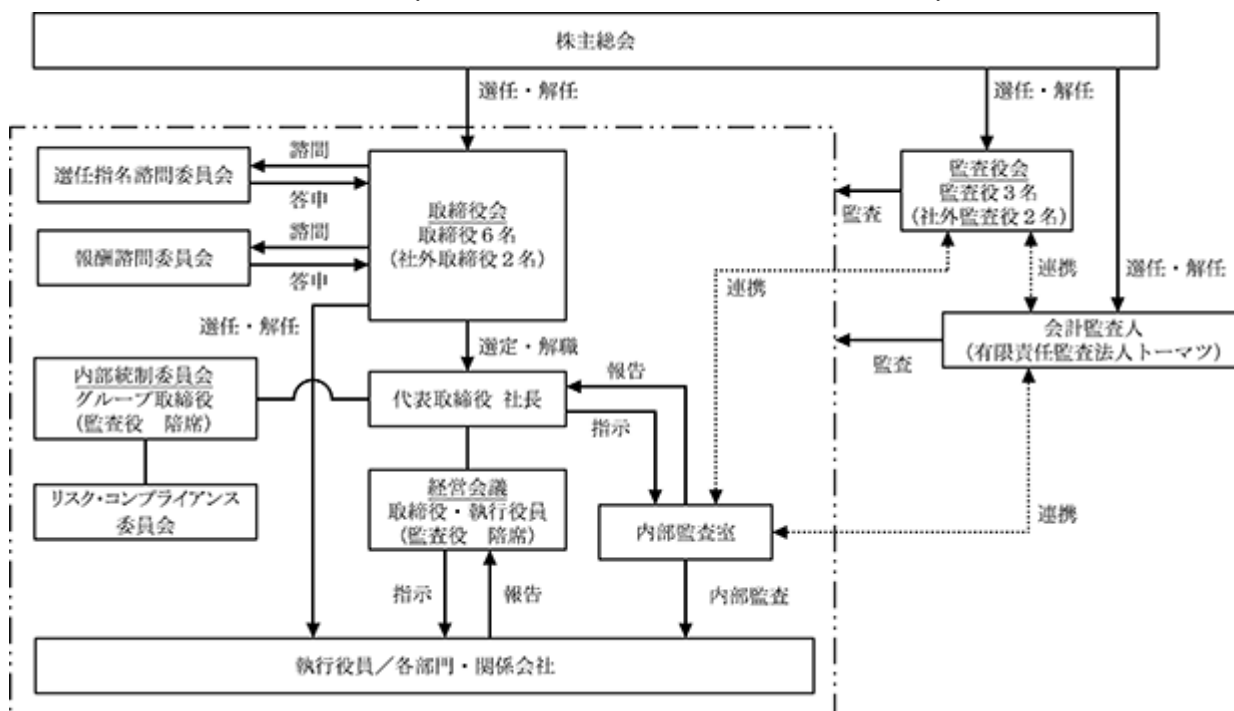 株主総会
選任・解任
選任・解任
選任指名諮問委員会
諮問
答申
取締役会
取締役6名
(社外取締役2名)
監査役会
監査役3名
(社外監査役2名)
監査
報酬諮問委員会
諮問
答申
連携
連携
選任・解任
選任・解任
選定・解職
会計監査人
(有限責任監査法人トーマツ)
監査
内部統制委員会
グループ取締役
(監査役 陪席)
代表取締役 社長
報告
指示
リスク・コンプライアンス
委員会
経営会議
取締役・執行役員
(監査役 陪席)
内部監査室
連携
指示
報告
内部監査
執行役員/各部門・関係会社